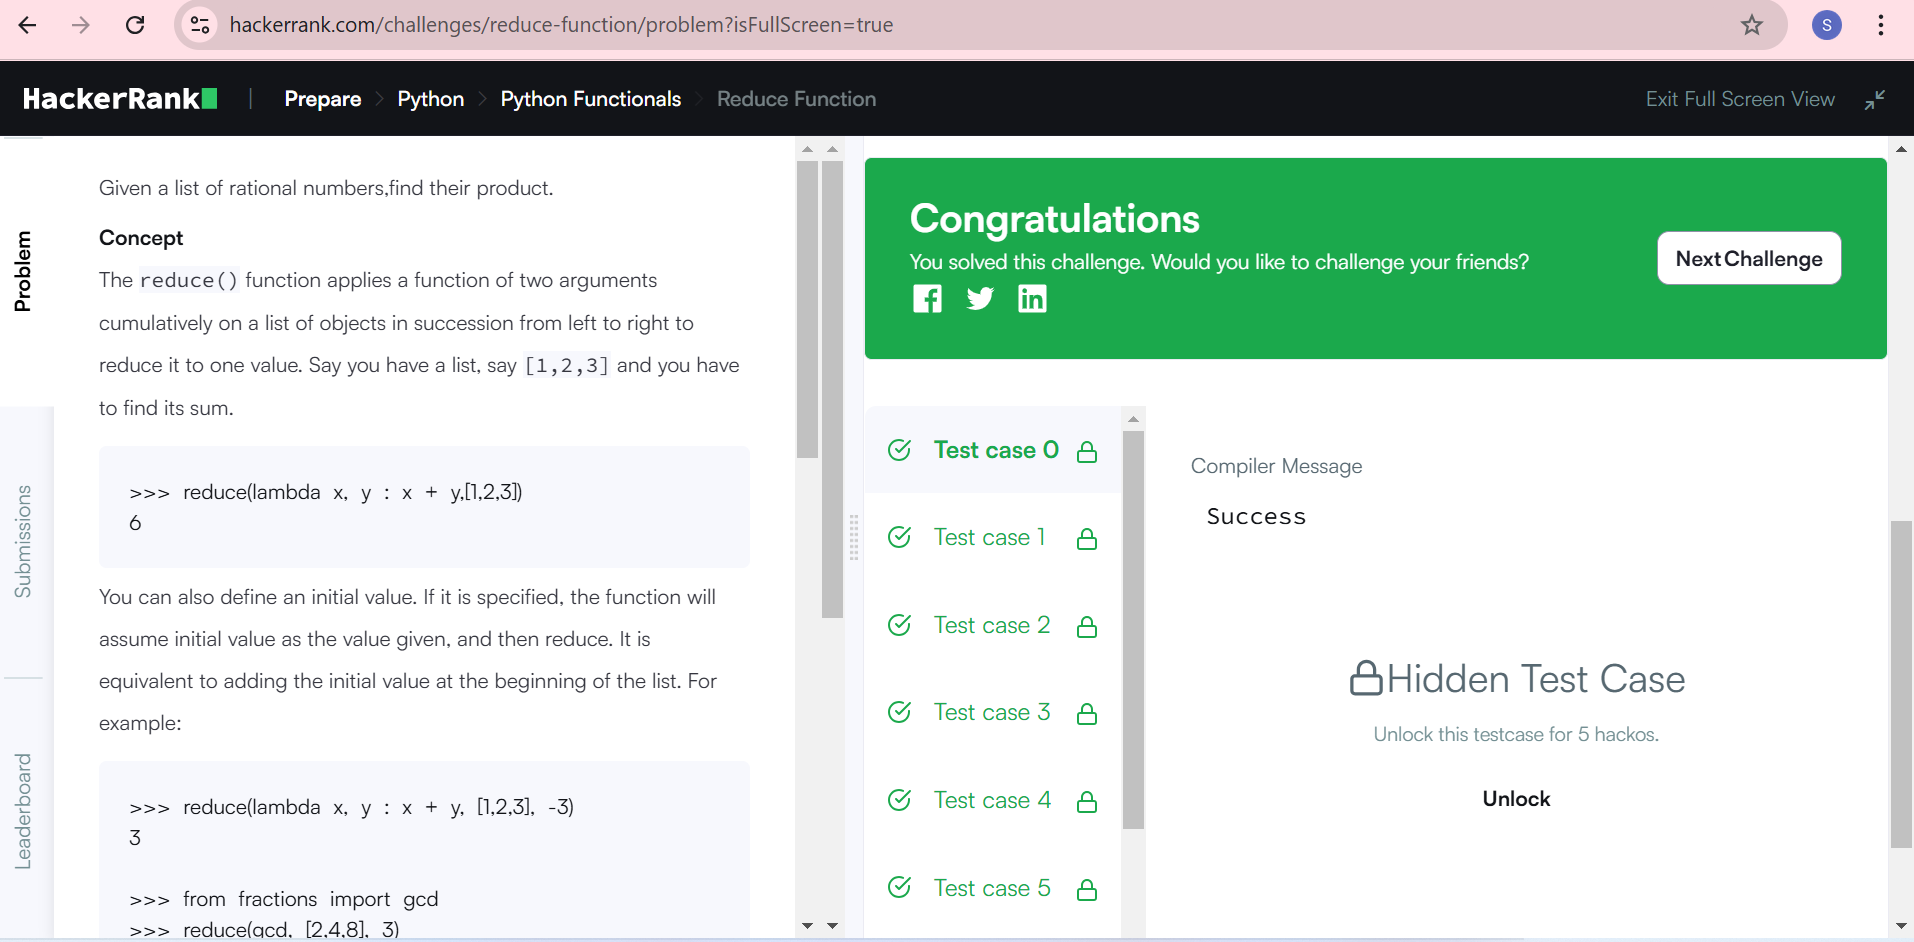 hackerrank.com/challenges/reduce-function/problem?isFullScreen=true
S
HackerRank
Prepare
Python
Python Functionals
Reduce Function
Exit Full Screen View
Problem
Submissions
Leaderboard
Given a list of rational numbers,find their product.
Concept
The reduce() function applies a function of two arguments
cumulatively on a list of objects in succession from left to right to
reduce it to one value. Say you have a list, say [1,2,3] and you have
to find its sum.
>>> reduce(lambda x, y : x + y,[1,2,3])
6
You can also define an initial value. If it is specified, the function will
assume initial value as the value given, and then reduce. It is
equivalent to adding the initial value at the beginning of the list. For
example:
>>> reduce(lambda x, y : x + y, [1,2,3], -3)
3
>>> from fractions import gcd
>>> reduce(gcd, [2,4,8], 3)
Congratulations
You solved this challenge. Would you like to challenge your friends?
Next Challenge
Test case 0
Test case 1
Test case 2
Test case 3
Test case 4
Test case 5
Compiler Message
Success
Hidden Test Case
Unlock this testcase for 5 hackos.
Unlock